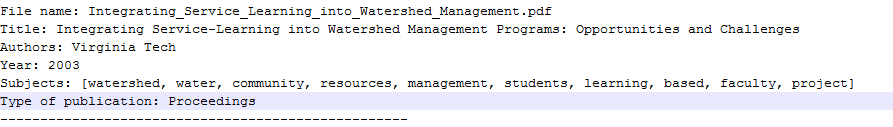 File name: Integrating_Service_Learning_into_Watershed_Management.pdf
Title: Integrating Service-Learning into Watershed Management Programs: Opportunities and Challenges
Authors: Virginia Tech
Year: 2003
Subjects: [watershed, water, community, resources, management, students, learning, based, faculty, project]
Type of publication: Proceedings
---------------------------------------------------